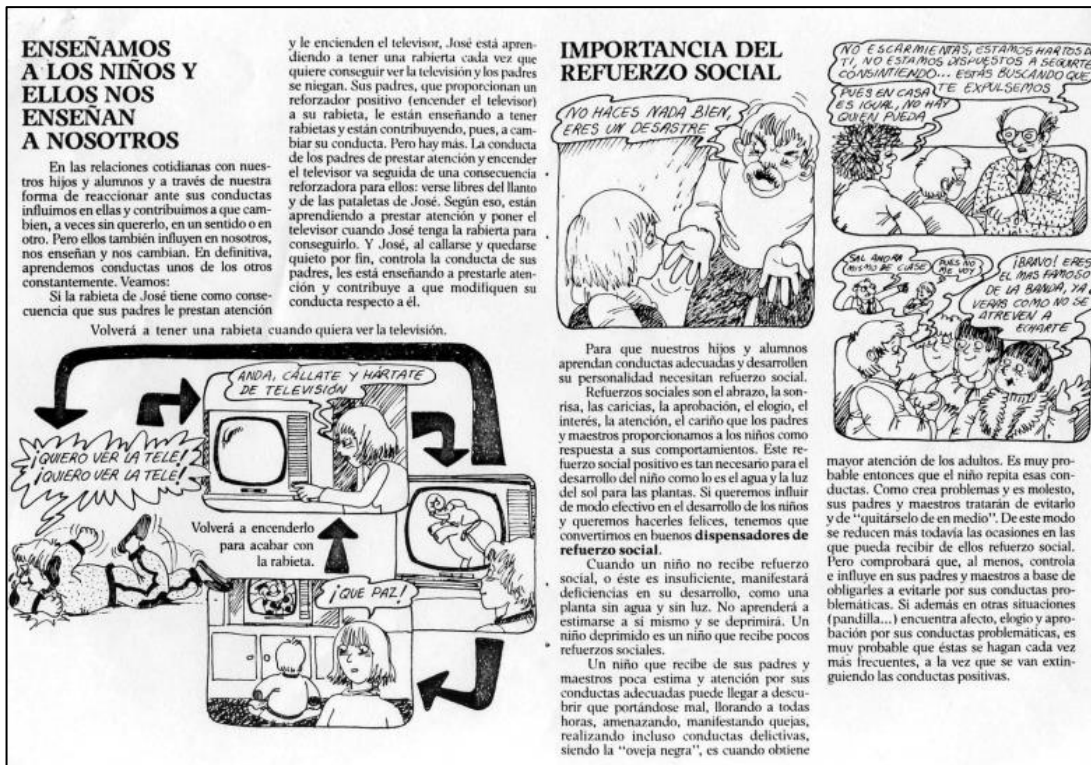 ENSEÑAMOS
A LOS NIÑOS Y
ELLOS NOS
ENSEÑAN
A NOSOTROS
En las relaciones cotidianas con nues-
tros hijos y alumnos y a través de nuestra
forma de reaccionar ante sus conductas
influimos en ellas y contribuimos a que cam-
bien, a veces sin quererlo, en un sentido o en
otro. Pero ellos también influyen en nosotros,
nos enseñan y nos cambian. En definitiva,
aprendemos conductas unos de los otros
constantemente. Veamos:
Si la rabieta de José tiene como conse-
cuencia que sus padres le prestan atención
y le encienden el televisor, José está apren-
diendo a tener una rabierta cada vez que
quiere conseguir ver la televisión y los padres
se niegan. Sus padres, que proporcionan un
reforzador positivo (encender el televisor)
a su rabieta, le están enseñando a tener
rabietas y están contribuyendo, pues, a cam-
biar su conducta. Pero hay más. La conducta
de los padres de prestar atención y encender
el televisor va seguida de una consecuencia
reforzadora para ellos: verse libres del llanto
y de las pataletas de José. Según eso, están
aprendiendo a prestar atención y poner el
televisor cuando José tenga la rabierta para
conseguirlo. Y José, al callarse y quedarse
quieto por fin, controla la conducta de sus
padres, les está enseñando a prestarle aten-
ción y contribuye a que modifiquen su
conducta respecto a él.
Volverá a tener una rabieta cuando quiera ver la televisión.
ANDA, CÁLLATE Y HÁRTATE
DE TELEVISIÓN
¡QUIERO VER LA TELE!
¡QUIERO VER LA TELE!
Volverá a encenderlo
para acabar con
la rabieta.
¡QUE PAZ!
IMPORTANCIA DEL
REFUERZO SOCIAL
NO HACES NADA BIEN,
ERES UN DESASTRE
Para que nuestros hijos y alumnos
aprendan conductas adecuadas y desarrollen
su personalidad necesitan refuerzo social.
Refuerzos sociales son el abrazo, la son-
risa, las caricias, la aprobación, el elogio, el
interés, la atención, el cariño que los padres
y maestros proporcionamos a los niños como
respuesta a sus comportamientos. Este re-
fuerzo social positivo es tan necesario para el
desarrollo del niño como lo es el agua y la luz
del sol para las plantas. Si queremos influir
de modo efectivo en el desarrollo de los niños
y queremos hacerles felices, tenemos que
convertirnos en buenos dispensadores de
refuerzo social.
Cuando un niño no recibe refuerzo
social, o éste es insuficiente, manifestará
deficiencias en su desarrollo, como una
planta sin agua y sin luz. No aprenderá a
estimarse a sí mismo y se deprimirá. Un
niño deprimido es un niño que recibe pocos
refuerzos sociales.
Un niño que recibe de sus padres y
maestros poca estima y atención por sus
conductas adecuadas puede llegar a descu-
brir que portándose mal, llorando a todas
horas, amenazando, manifestando quejas,
realizando incluso conductas delictivas,
siendo la "oveja negra", es cuando obtiene
NO ESCARMIENTAS, ESTAMOS HARTOS D
TI, NO ESTAMOS DISPUESTOS A SEGUIRTE
CONSINTIENDO... ESTÁS BUSCANDO QUE
TE EXPULSEMOS
PUES EN CASA
ES IGUAL, NO HAY
QUIEN PUEDA
SAL AHORA
MISMO DE CLASE
PUES NO
ME VOY
¡BRAVO! ERES
EL MAS FAMOSO
DE LA BANDA, YA
VERAS COMO NO SE
ATREVEN A
ECHARTE
mayor atención de los adultos. Es muy pro-
bable entonces que el niño repita esas con-
ductas. Como crea problemas y es molesto,
sus padres y maestros tratarán de evitarlo
y de "quitárselo de en medio". De este modo
se reducen más todavía las ocasiones en las
que pueda recibir de ellos refuerzo social.
Pero comprobará que, al menos, controla
e influye en sus padres y maestros a base de
obligarles a evitarle por sus conductas pro-
blemáticas. Si además en otras situaciones
(pandilla...) encuentra afecto, elogio y apro-
bación por sus conductas problemáticas, es
muy probable que éstas se hagan cada vez
más frecuentes, a la vez que se van extin-
guiendo las conductas positivas.